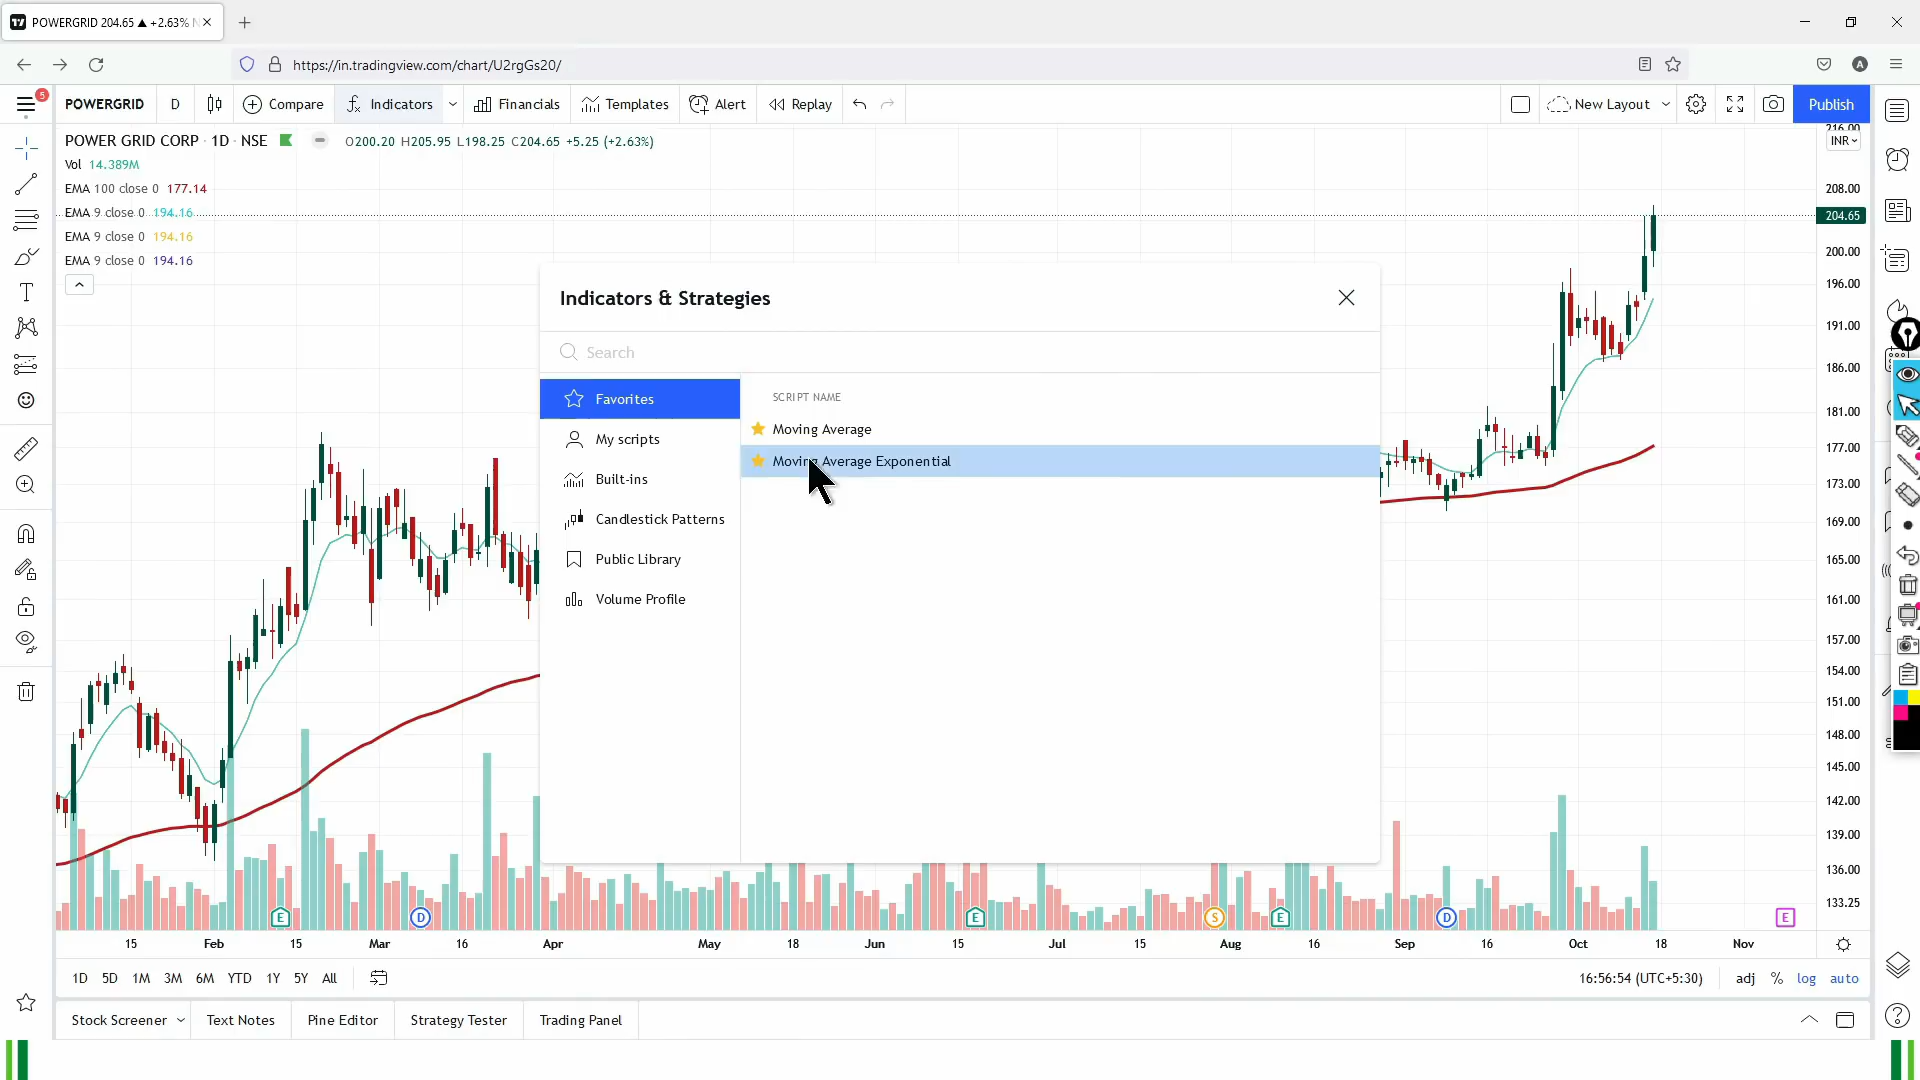 POWERGRID 204.65 ▲ +2.63% N
https://in.tradingview.com/chart/U2rgGs20/
A
5
POWERGRID D Compare Indicators Financials Templates Alert Replay New Layout Publish
POWER GRID CORP · 1D · NSE O200.20 H205.95 L198.25 C204.65 +5.25 (+2.63%)
Vol 14.389M
EMA 100 close 0 177.14
EMA 9 close 0 194.16
EMA 9 close 0 194.16
EMA 9 close 0 194.16
216.00
INR
208.00
204.65
200.00
196.00
191.00
186.00
181.00
177.00
173.00
169.00
165.00
161.00
157.00
154.00
151.00
148.00
145.00
142.00
139.00
136.00
133.25
Indicators & Strategies
Search
Favorites
My scripts
Built-ins
Candlestick Patterns
Public Library
Volume Profile
SCRIPT NAME
Moving Average
Moving Average Exponential
E D E S E D E
15 Feb 15 Mar 16 Apr May 18 Jun 15 Jul 15 Aug 16 Sep 16 Oct 18 Nov
1D 5D 1M 3M 6M YTD 1Y 5Y All 16:56:54 (UTC+5:30) adj % log auto
Stock Screener Text Notes Pine Editor Strategy Tester Trading Panel